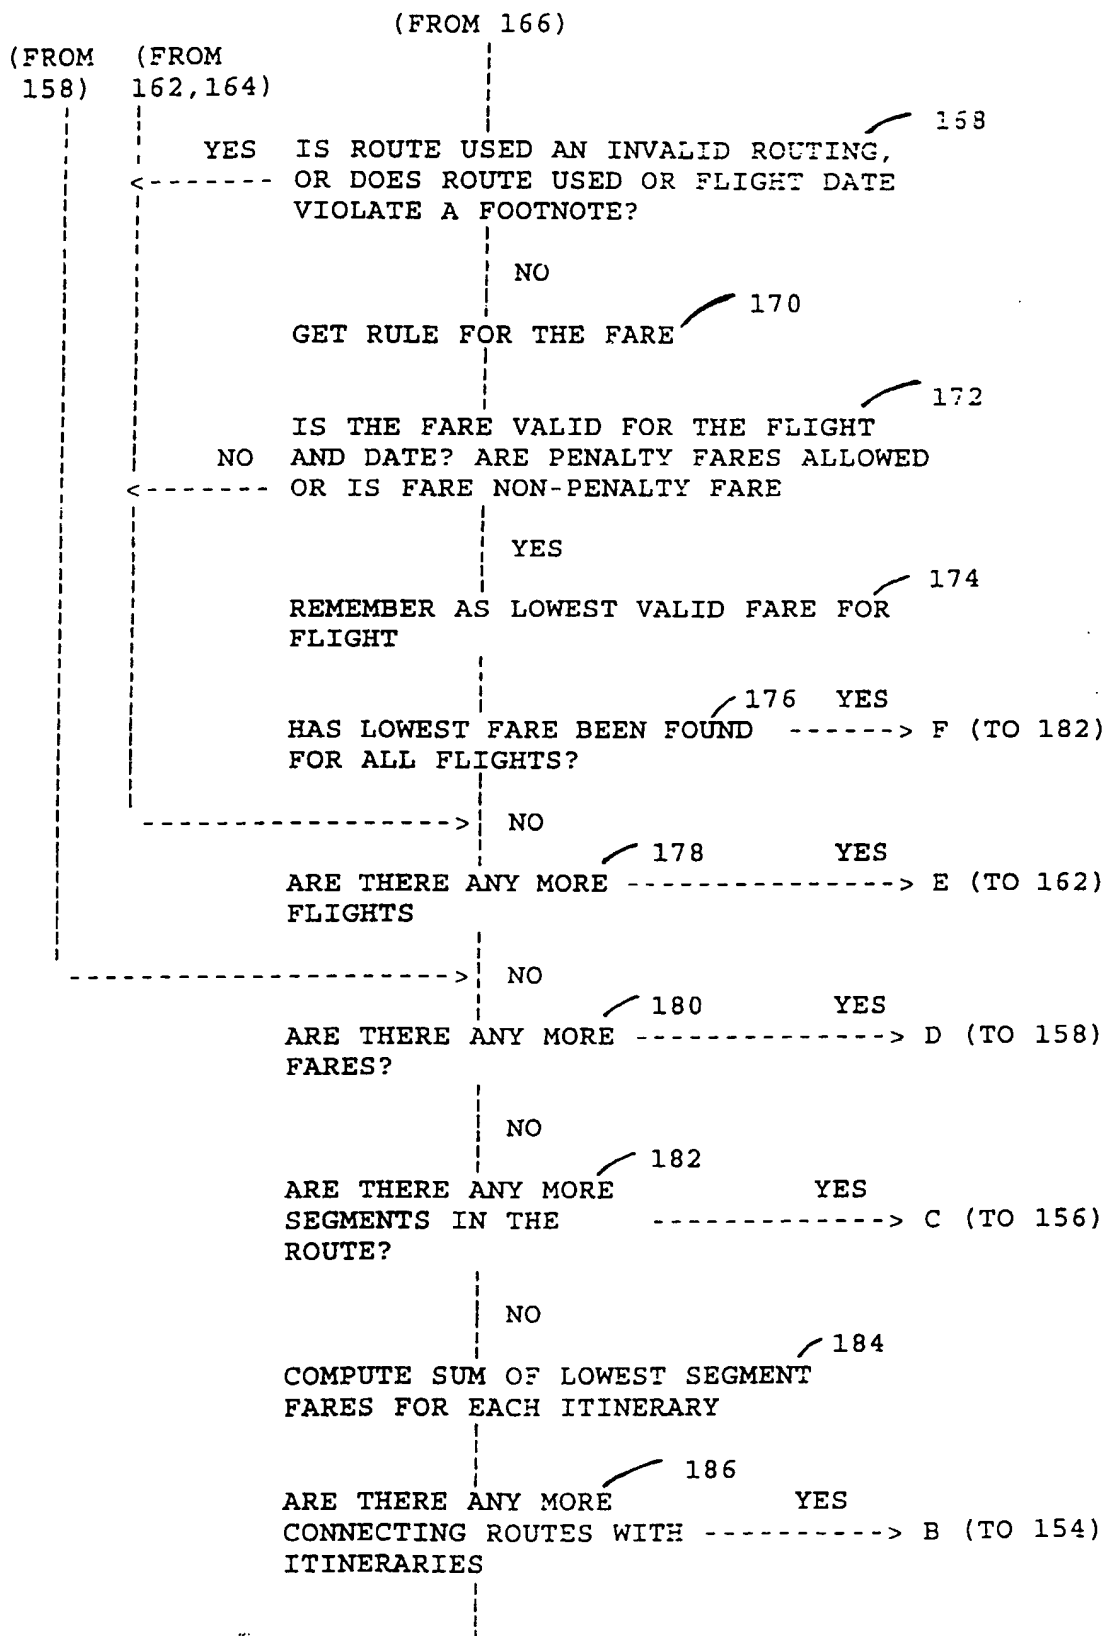 (FROM 166)
(FROM (FROM
158) 162,164)
168
YES IS ROUTE USED AN INVALID ROUTING,
<------- OR DOES ROUTE USED OR FLIGHT DATE
VIOLATE A FOOTNOTE?
NO
170
GET RULE FOR THE FARE
172
IS THE FARE VALID FOR THE FLIGHT
NO AND DATE? ARE PENALTY FARES ALLOWED
<------- OR IS FARE NON-PENALTY FARE
YES
174
REMEMBER AS LOWEST VALID FARE FOR
FLIGHT
176 YES
HAS LOWEST FARE BEEN FOUND ------> F (TO 182)
FOR ALL FLIGHTS?
-----------------> NO
178 YES
ARE THERE ANY MORE ---------------> E (TO 162)
FLIGHTS
---------------------> NO
180 YES
ARE THERE ANY MORE --------------> D (TO 158)
FARES?
NO
182
ARE THERE ANY MORE YES
SEGMENTS IN THE -------------> C (TO 156)
ROUTE?
NO
184
COMPUTE SUM OF LOWEST SEGMENT
FARES FOR EACH ITINERARY
186
ARE THERE ANY MORE YES
CONNECTING ROUTES WITH ----------> B (TO 154)
ITINERARIES